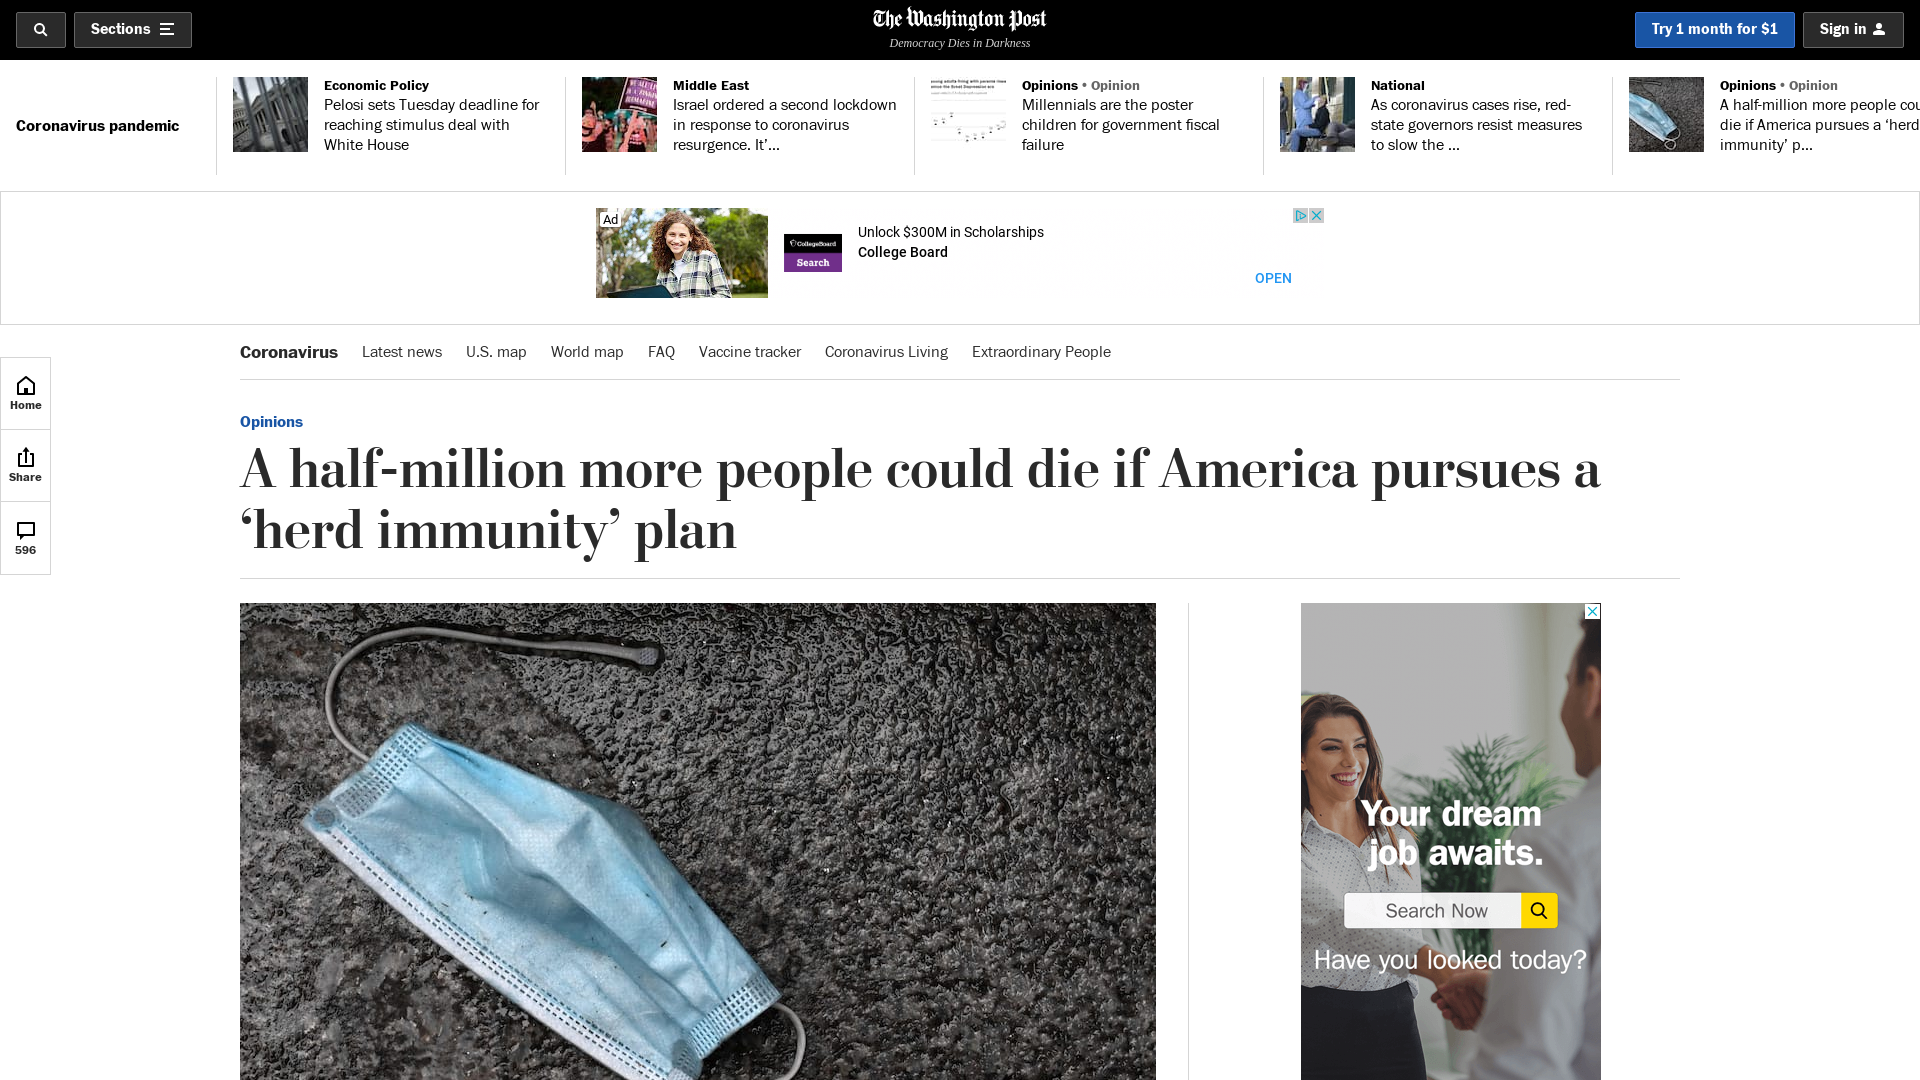 Sections
The Washington Post
Democracy Dies in Darkness
Try 1 month for $1
Sign in
Coronavirus pandemic
Economic Policy
Pelosi sets Tuesday deadline for
reaching stimulus deal with
White House
Middle East
Israel ordered a second lockdown
in response to coronavirus
resurgence. It’s...
Opinions • Opinion
Millennials are the poster
children for government fiscal
failure
National
As coronavirus cases rise, red-
state governors resist measures
to slow the ...
Opinions • Opinion
A half-million more people cou
die if America pursues a ‘herd
immunity’ p...
Ad
CollegeBoard
Search
Unlock $300M in Scholarships
College Board
OPEN
Coronavirus
Latest news
U.S. map
World map
FAQ
Vaccine tracker
Coronavirus Living
Extraordinary People
Home
Share
596
Opinions
A half-million more people could die if America pursues a
‘herd immunity’ plan
Your dream
job awaits.
Search Now
Have you looked today?